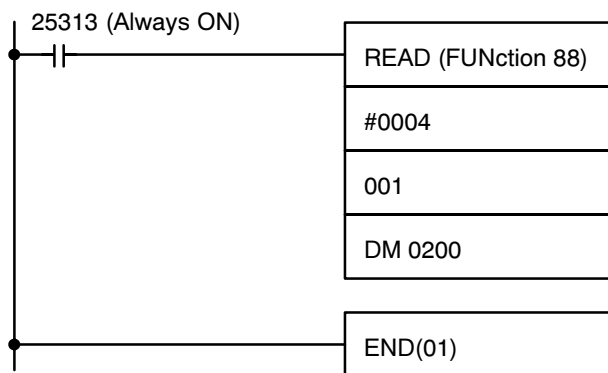 25313 (Always ON)
READ (FUNction 88)
#0004
001
DM 0200
END(01)